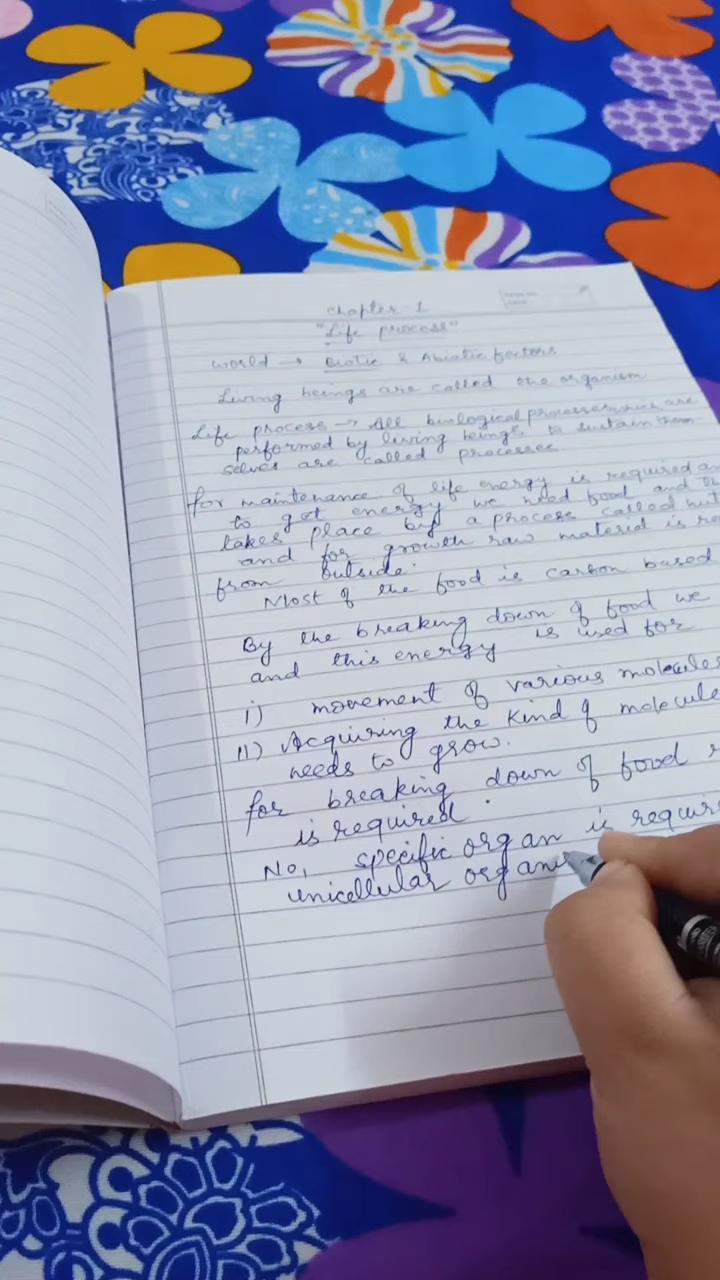 Chapter-1
"Life process"
World → Biotic & Abiotic factors
Living beings are called the organism
Life process → All biological processes which are
performed by living beings to sustain them-
selves are called processes.
for maintenance of life energy is required an
to get energy we need food and th
takes place by a process called nut
and for growth raw material is re
from outside.
Most of the food is carbon based
By the breaking down of food we
and this energy is used for
i) movement of various molecules
11) Acquiring the kind of molecule
needs to grow.
for breaking down of food r
is required.
No, specific organ is requir
unicellular organi